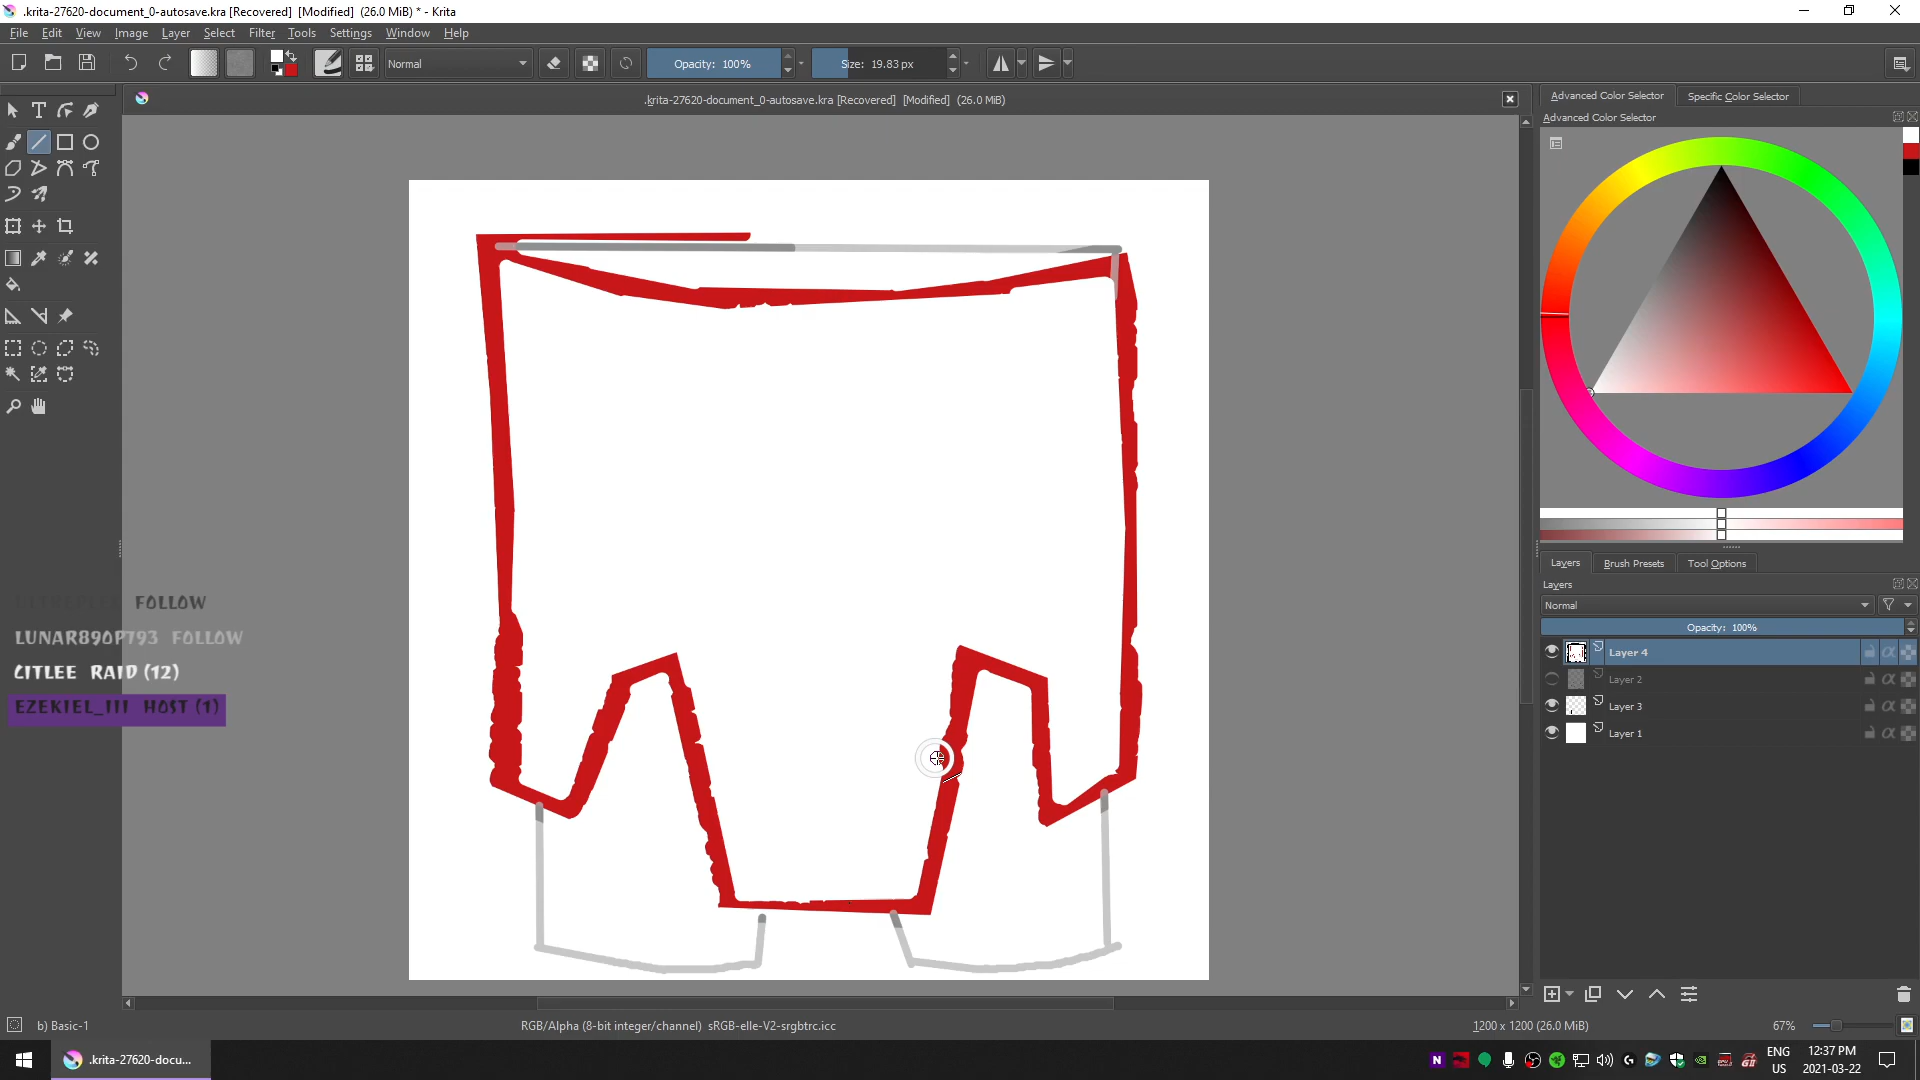 .krita-27620-document_0-autosave.kra [Recovered]  [Modified]  (26.0 MiB) * - Krita
File Edit View Image Layer Select Filter Tools Settings Window Help
Normal Opacity: 100% Size: 19.83 px
.krita-27620-document_0-autosave.kra [Recovered]  [Modified]  (26.0 MiB)
Advanced Color Selector Specific Color Selector
Advanced Color Selector
Layers Brush Presets Tool Options
Layers
Normal
Opacity: 100%
Layer 4
Layer 2
Layer 3
Layer 1
FOLLOW
LUNAR890P793 FOLLOW
CITLEE RAID (12)
EZEKIEL_III HOST (1)
b) Basic-1 RGB/Alpha (8-bit integer/channel)  sRGB-elle-V2-srgbtrc.icc 1200 x 1200 (26.0 MiB) 67%
.krita-27620-docu...
ENG
US
12:37 PM
2021-03-22